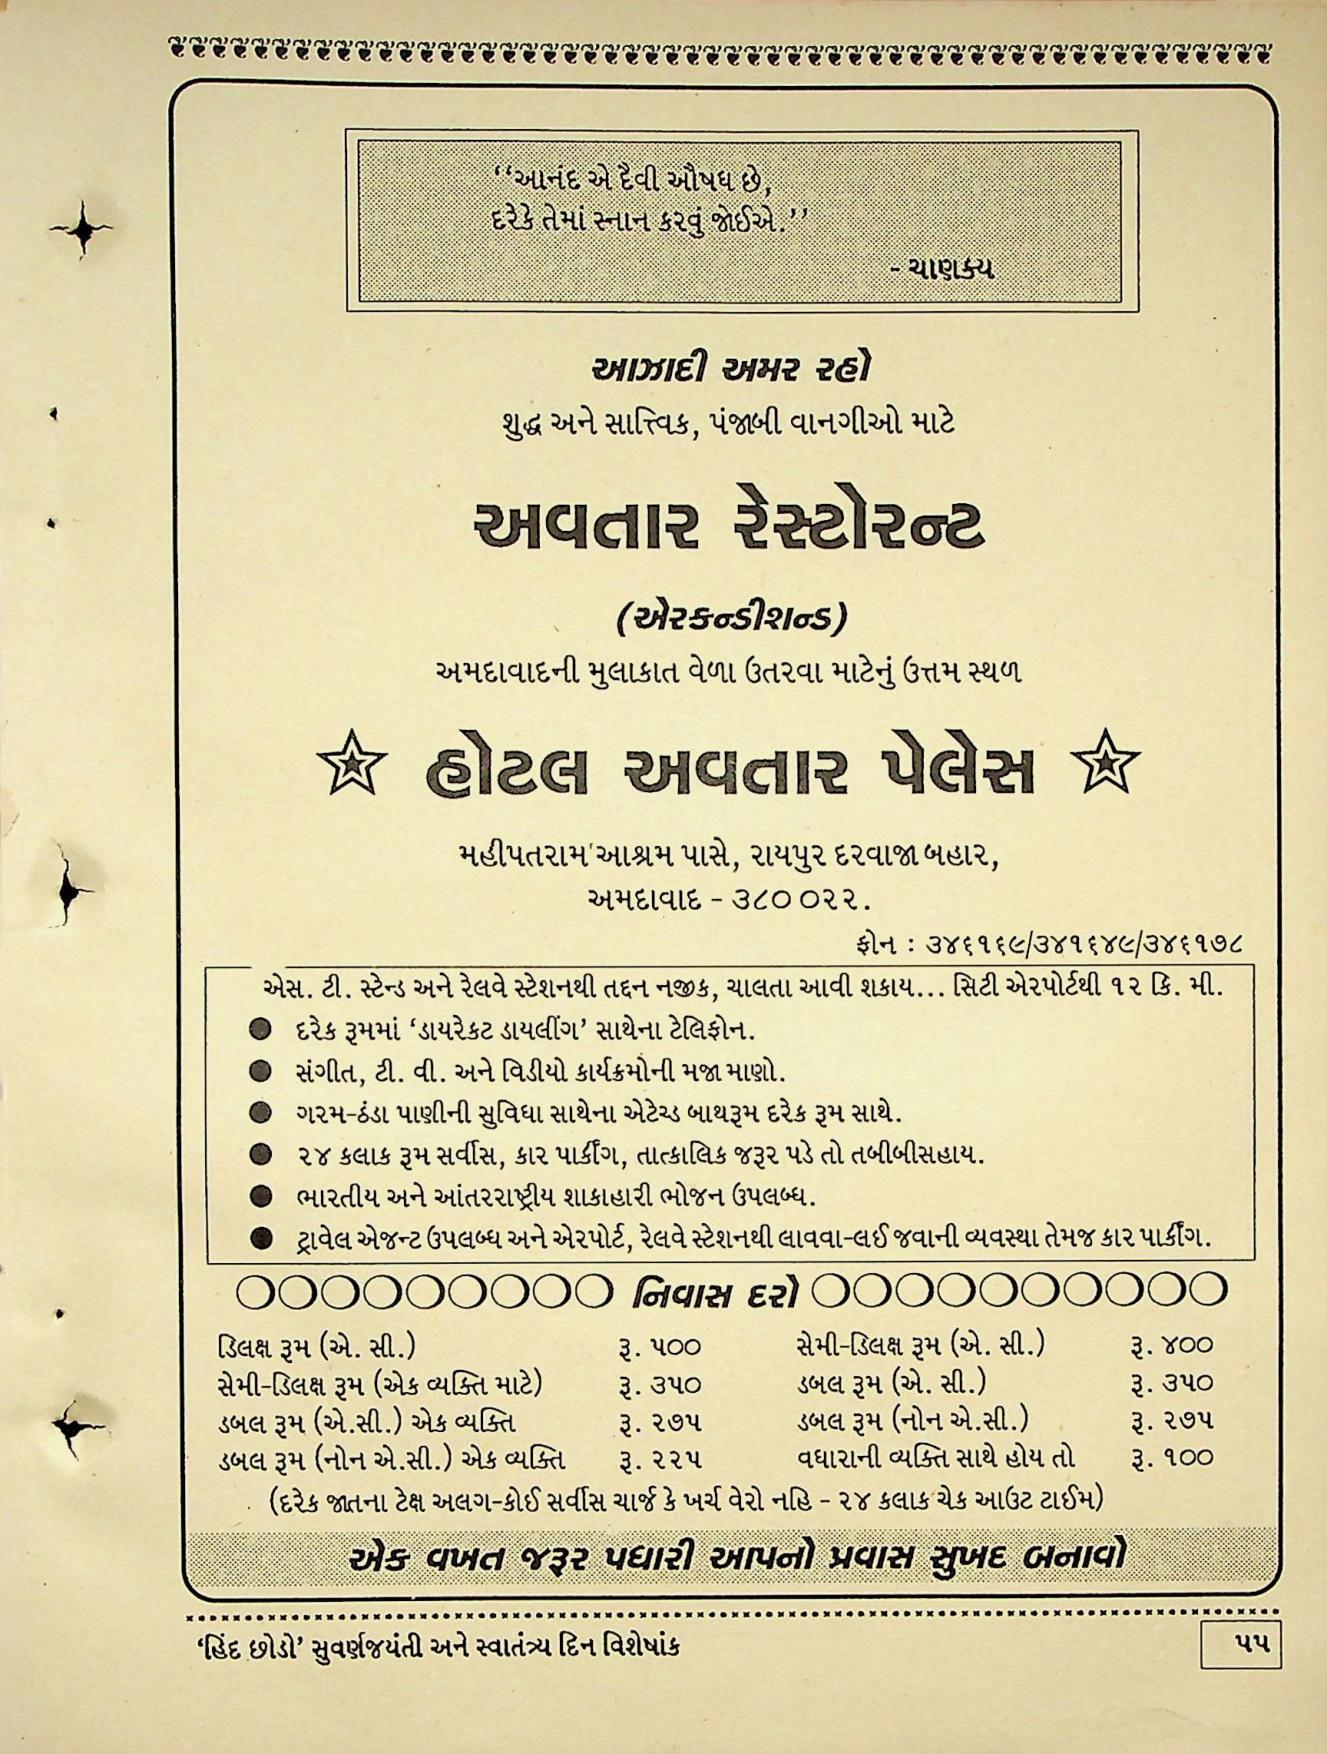 ‘‘આનંદ એ દૈવી ઔષધ છે,
દરેકે તેમાં સ્નાન કરવું જોઈએ.’’
- ચાણક્ય
આઝાદી અમર રહો
શુદ્ધ અને સાત્ત્વિક, પંજાબી વાનગીઓ માટે
અવતાર રેસ્ટોરન્ટ
(એરકન્ડીશન્ડ)
અમદાવાદની મુલાકાત વેળા ઉતરવા માટેનું ઉત્તમ સ્થળ
હોટલ અવતાર પેલેસ
મહીપતરામ આશ્રમ પાસે, રાયપુર દરવાજા બહાર,
અમદાવાદ - ૩૮૦ ૦૨૨.
ફોન : ૩૪૬૧૬૯/૩૪૧૬૪૯/૩૪૬૧૭૮
એસ. ટી. સ્ટેન્ડ અને રેલવે સ્ટેશનથી તદ્દન નજીક, ચાલતા આવી શકાય... સિટી એરપોર્ટથી ૧૨ કિ. મી.
● દરેક રૂમમાં ‘ડાયરેકટ ડાયલીંગ’ સાથેના ટેલિફોન.
● સંગીત, ટી. વી. અને વિડીયો કાર્યક્રમોની મજા માણો.
● ગરમ-ઠંડા પાણીની સુવિધા સાથેના એટેચ્ડ બાથરૂમ દરેક રૂમ સાથે.
● ૨૪ કલાક રૂમ સર્વીસ, કાર પાર્કીંગ, તાત્કાલિક જરૂર પડે તો તબીબીસહાય.
● ભારતીય અને આંતરરાષ્ટ્રીય શાકાહારી ભોજન ઉપલબ્ધ.
● ટ્રાવેલ એજન્ટ ઉપલબ્ધ અને એરપોર્ટ, રેલવે સ્ટેશનથી લાવવા-લઈ જવાની વ્યવસ્થા તેમજ કાર પાર્કીંગ.
નિવાસ દરો
ડિલક્ષ રૂમ (એ. સી.) રૂ. ૫૦૦ સેમી-ડિલક્ષ રૂમ (એ. સી.) રૂ. ૪૦૦
સેમી-ડિલક્ષ રૂમ (એક વ્યક્તિ માટે) રૂ. ૩૫૦ ડબલ રૂમ (એ. સી.) રૂ. ૩૫૦
ડબલ રૂમ (એ.સી.) એક વ્યક્તિ રૂ. ૨૭૫ ડબલ રૂમ (નોન એ.સી.) રૂ. ૨૭૫
ડબલ રૂમ (નોન એ.સી.) એક વ્યક્તિ રૂ. ૨૨૫ વધારાની વ્યક્તિ સાથે હોય તો રૂ. ૧૦૦
(દરેક જાતના ટેક્ષ અલગ-કોઈ સર્વીસ ચાર્જ કે ખર્ચ વેરો નહિ - ૨૪ કલાક ચેક આઉટ ટાઈમ)
એક વખત જરૂર પધારી આપનો પ્રવાસ સુખદ બનાવો
‘હિંદ છોડો’ સુવર્ણજયંતી અને સ્વાતંત્ર્ય દિન વિશેષાંક
૫૫